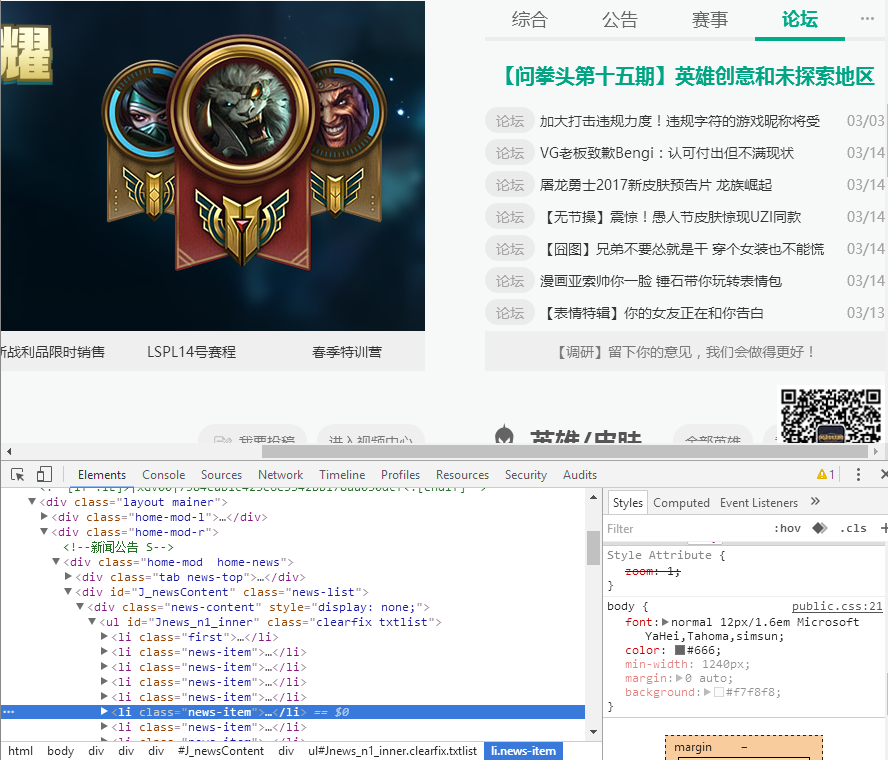 耀
综合 公告 赛事 论坛 ...
【问拳头第十五期】英雄创意和未探索地区
论坛 加大打击违规力度！违规字符的游戏昵称将受 03/03
论坛 VG老板致歉Bengi：认可付出但不满现状 03/14
论坛 屠龙勇士2017新皮肤预告片 龙族崛起 03/14
论坛 【无节操】震惊！愚人节皮肤惊现UZI同款 03/14
论坛 【囧图】兄弟不要怂就是干 穿个女装也不能慌 03/14
论坛 漫画亚索帅你一脸 锤石带你玩转表情包 03/14
论坛 【表情特辑】你的女友正在和你告白 03/13
新战利品限时销售 LSPL14号赛程 春季特训营
【调研】留下你的意见，我们会做得更好！
我要投稿 进入视频中心 英雄/皮肤 全部英雄
Elements Console Sources Network Timeline Profiles Resources Security Audits 1
<div class="layout mainer">
<div class="home-mod-l">…</div>
<div class="home-mod-r">
<!--新闻公告 S-->
<div class="home-mod  home-news">
<div class="tab news-top">…</div>
<div id="J_newsContent" class="news-list">
<div class="news-content" style="display: none;">
<ul id="Jnews_n1_inner" class="clearfix txtlist">
<li class="first">…</li>
<li class="news-item">…</li>
<li class="news-item">…</li>
<li class="news-item">…</li>
<li class="news-item">…</li>
<li class="news-item">…</li> == $0
<li class="news-item">…</li>
html body div div div #J_newsContent div ul#Jnews_n1_inner.clearfix.txtlist li.news-item
Styles Computed Event Listeners »
Filter :hov .cls +
Style Attribute {
zoom: 1;
}
body { public.css:21
font: normal 12px/1.6em Microsoft
YaHei,Tahoma,simsun;
color: #666;
min-width: 1240px;
margin: 0 auto;
background: #f7f8f8;
}
margin –